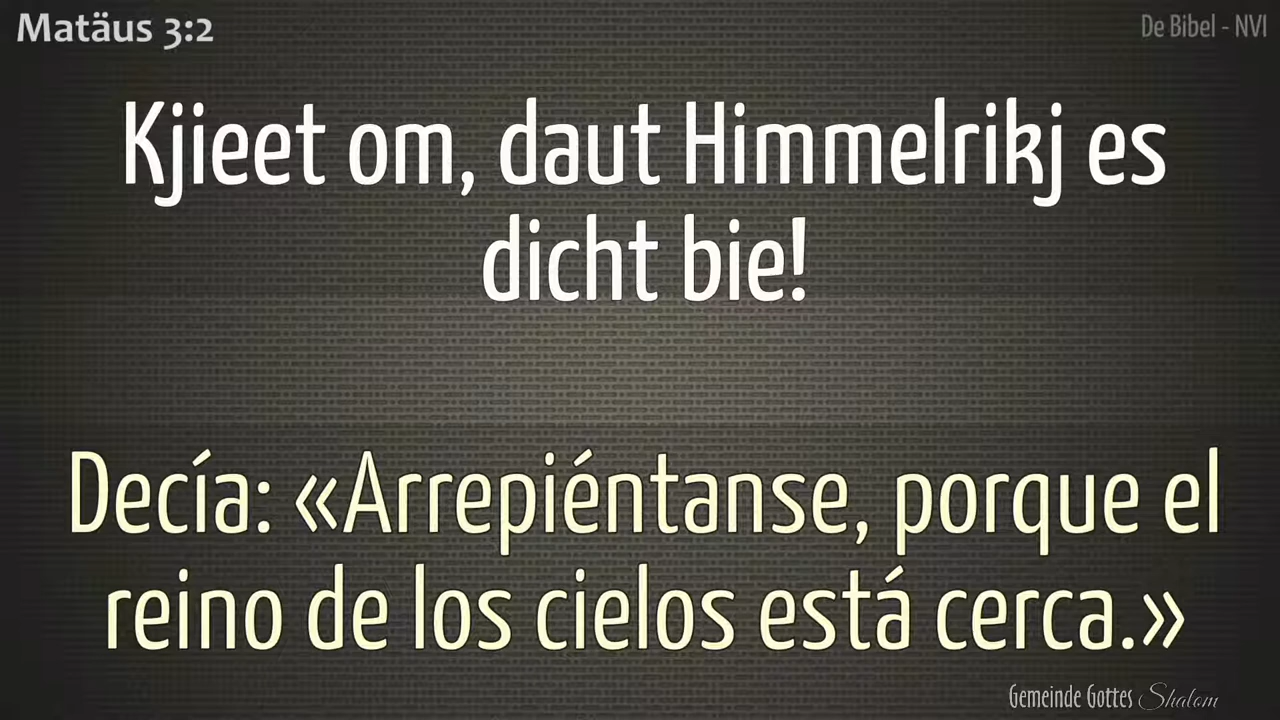 Matäus 3:2
De Bibel - NVI
Kjieet om, daut Himmelrikj es
dicht bie!
Decía: «Arrepiéntanse, porque el
reino de los cielos está cerca.»
Gemeinde Gottes Shalom